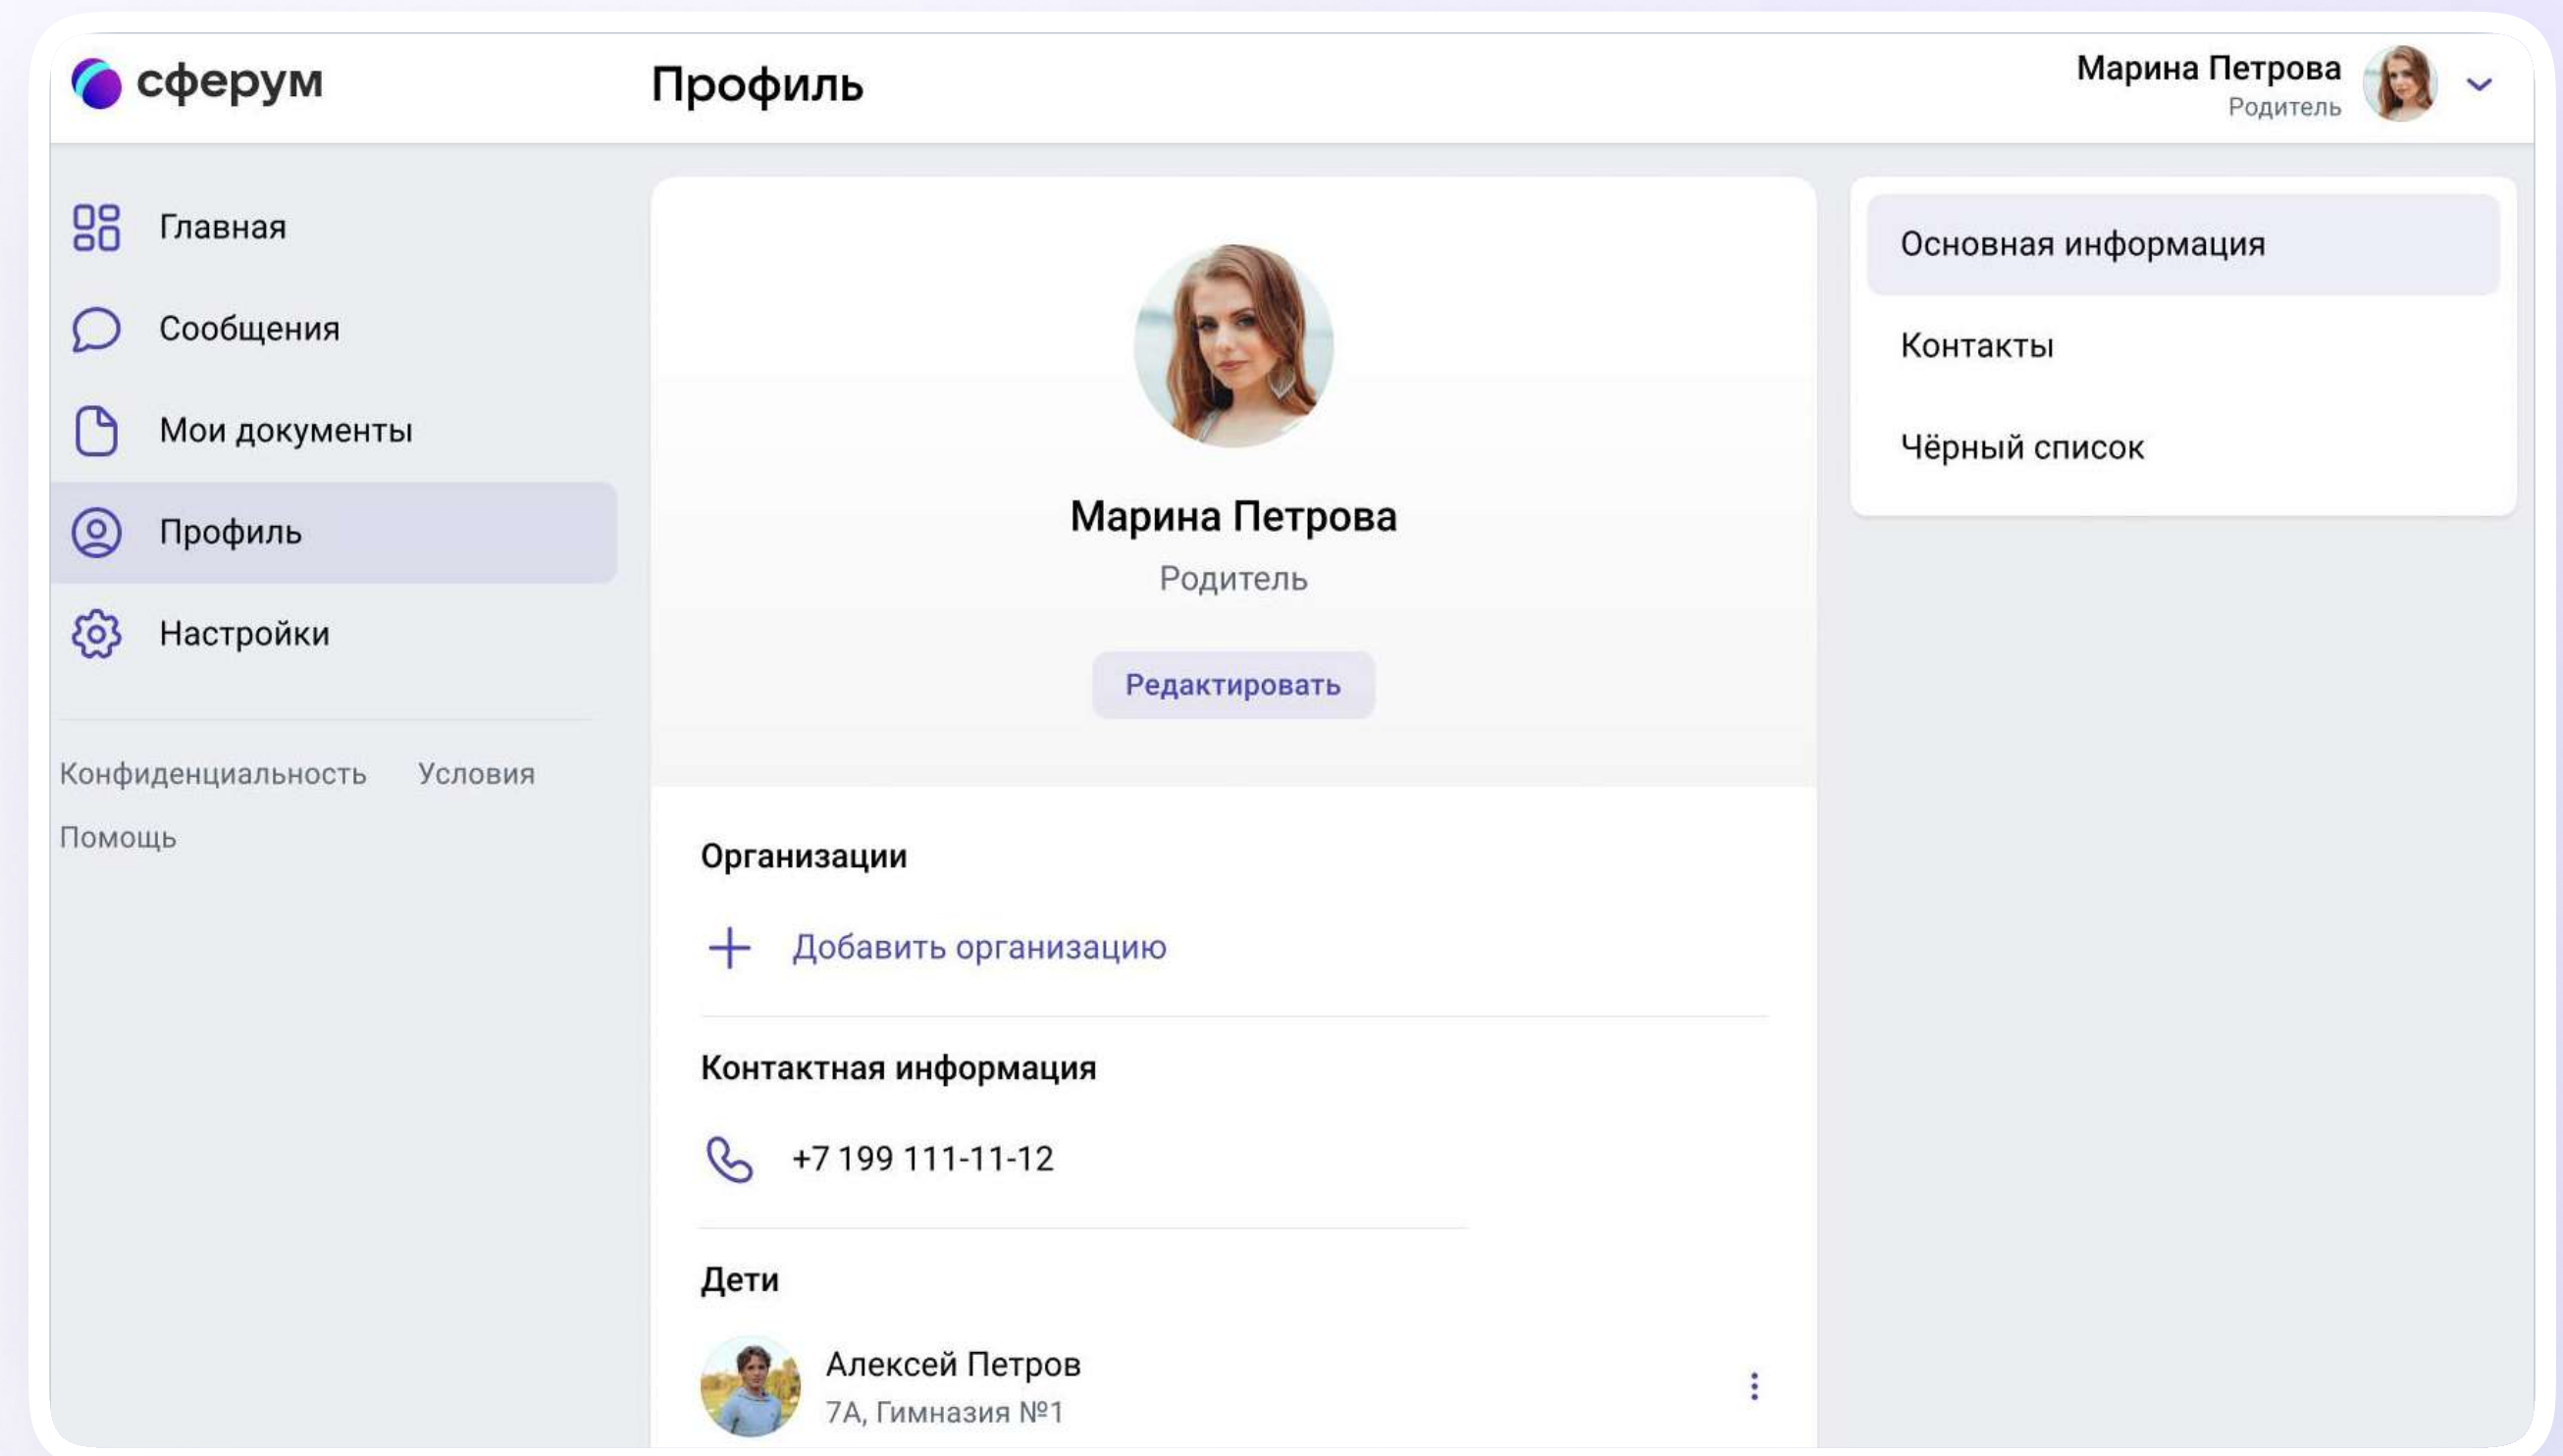 сферум
Профиль
Марина Петрова
Родитель
Главная
Сообщения
Мои документы
Профиль
Настройки
Конфиденциальность Условия
Помощь
Марина Петрова
Родитель
Редактировать
Организации
Добавить организацию
Контактная информация
+7 199 111-11-12
Дети
Алексей Петров
7А, Гимназия №1
Основная информация
Контакты
Чёрный список